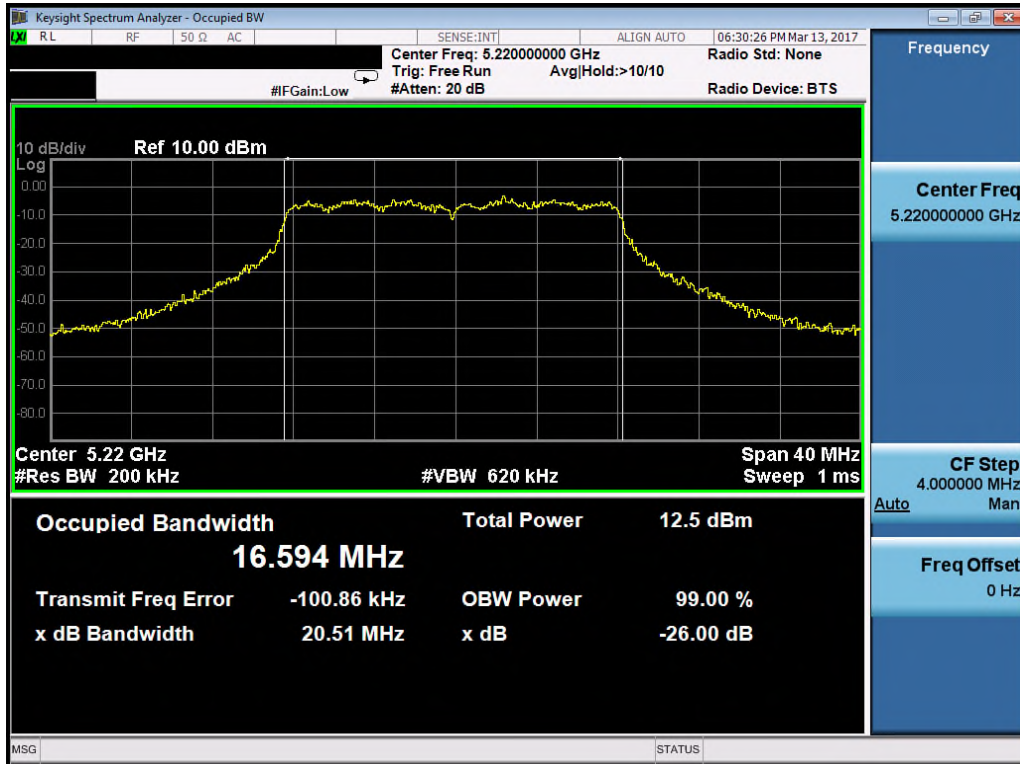 Keysight Spectrum Analyzer - Occupied BW
LXI RL RF 50 Ω AC SENSE:INT ALIGN AUTO 06:30:26 PM Mar 13, 2017
Center Freq: 5.220000000 GHz Radio Std: None
Trig: Free Run Avg|Hold:>10/10
#IFGain:Low #Atten: 20 dB Radio Device: BTS
10 dB/div Ref 10.00 dBm
Log
0.00
-10.0
-20.0
-30.0
-40.0
-50.0
-60.0
-70.0
-80.0
Center 5.22 GHz Span 40 MHz
#Res BW 200 kHz #VBW 620 kHz Sweep 1 ms
Occupied Bandwidth Total Power 12.5 dBm
16.594 MHz
Transmit Freq Error -100.86 kHz OBW Power 99.00 %
x dB Bandwidth 20.51 MHz x dB -26.00 dB
Frequency
Center Freq
5.220000000 GHz
CF Step
4.000000 MHz
Auto Man
Freq Offset
0 Hz
MSG STATUS